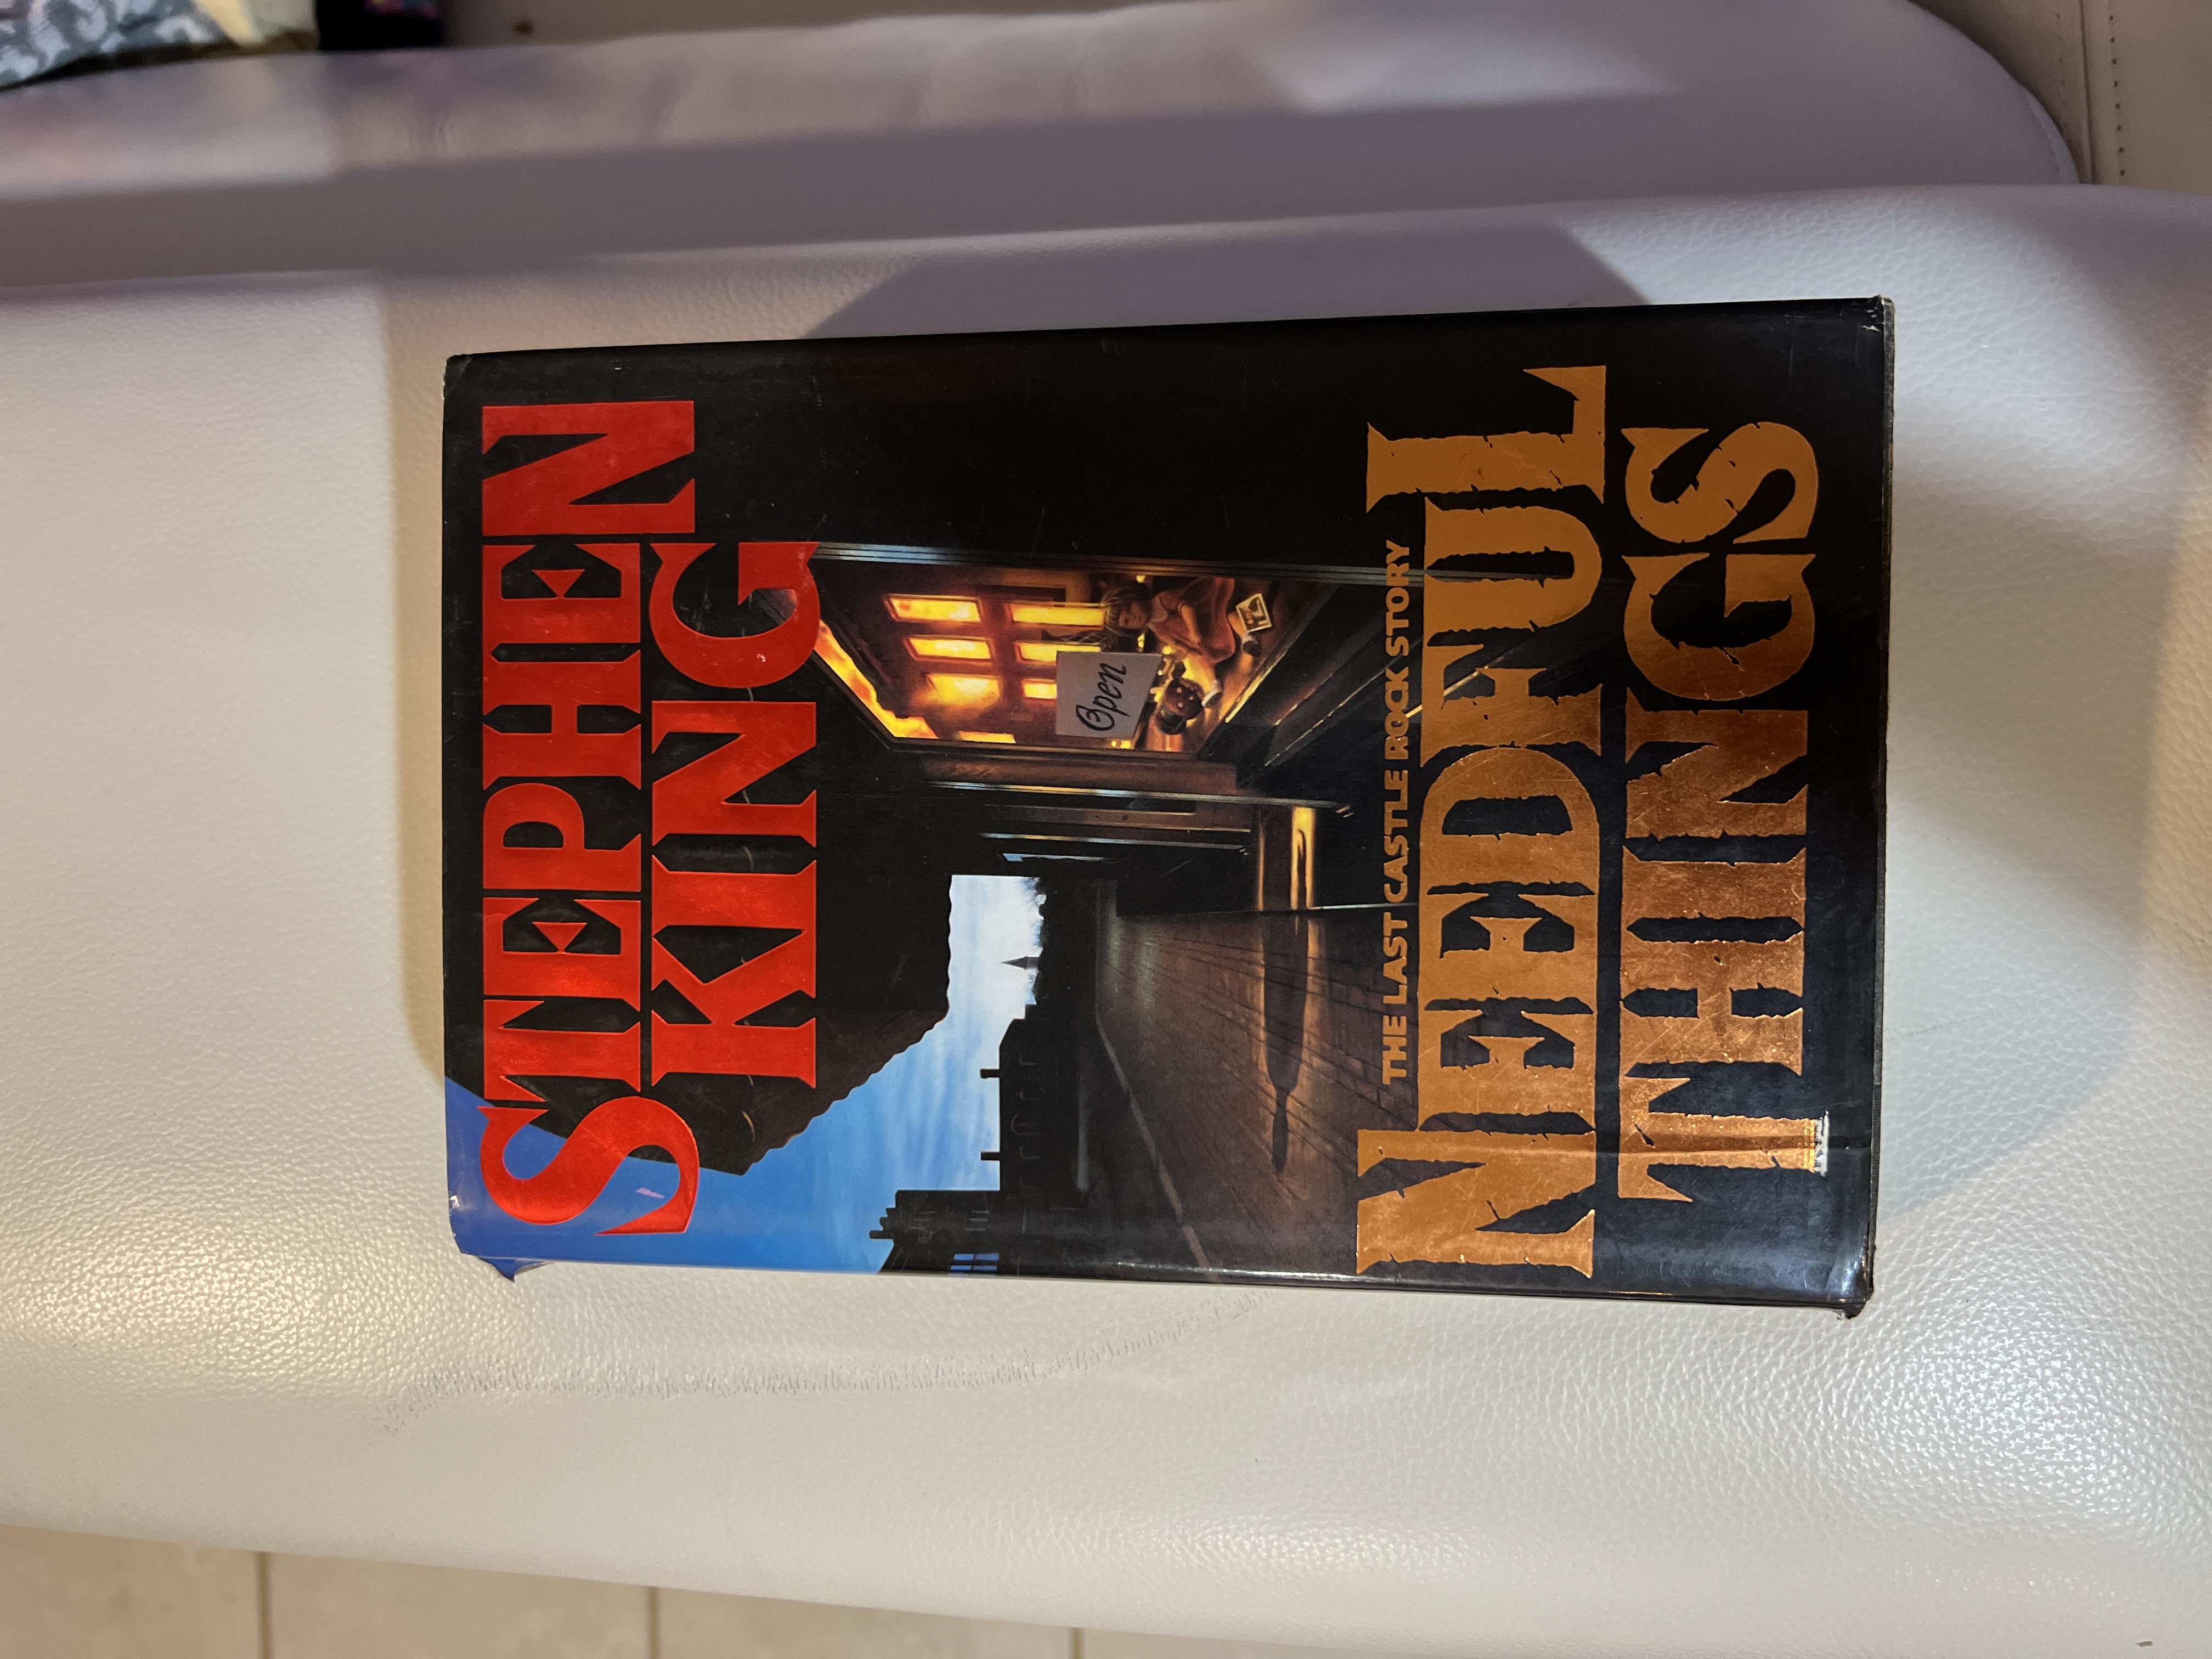 STEPHEN
KING
Open
THE LAST CASTLE ROCK STORY
NEEDFUL
THINGS